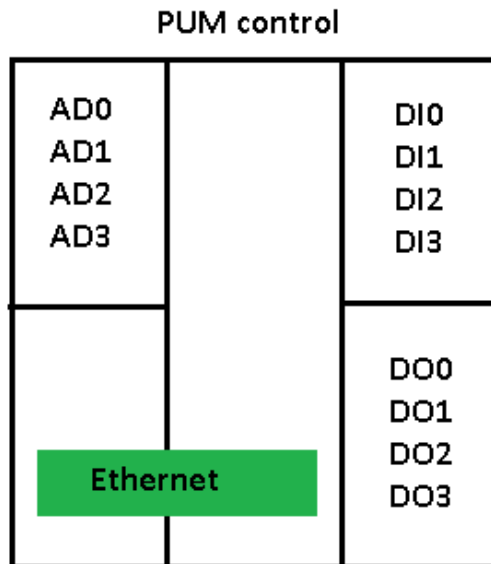 PUM control
AD0
AD1
AD2
AD3
DI0
DI1
DI2
DI3
Ethernet
DO0
DO1
DO2
DO3